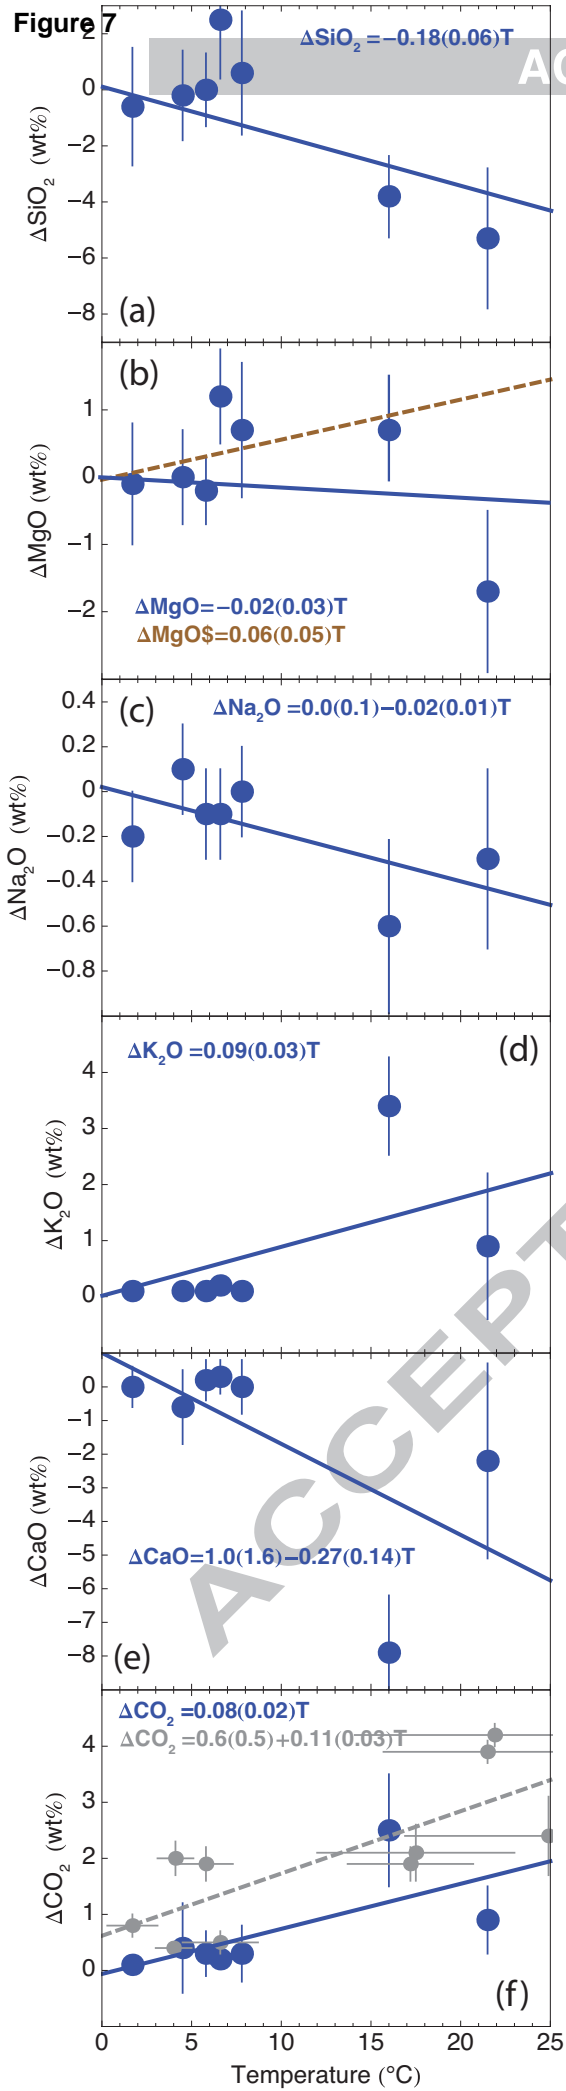 Figure 7
2
ΔSiO₂ =−0.18(0.06)T
AC
0
−2
−4
−6
−8
ΔSiO₂ (wt%)
(a)
(b)
1
0
−1
−2
ΔMgO (wt%)
ΔMgO=−0.02(0.03)T
ΔMgO$=0.06(0.05)T
(c)
ΔNa₂O =0.0(0.1)−0.02(0.01)T
0.4
0.2
0
−0.2
−0.4
−0.6
−0.8
ΔNa₂O (wt%)
ΔK₂O =0.09(0.03)T
(d)
4
3
2
1
0
ΔK₂O (wt%)
ACCEPT
0
−1
−2
−3
−4
−5
−6
−7
−8
ΔCaO (wt%)
ΔCaO=1.0(1.6)−0.27(0.14)T
(e)
ΔCO₂ =0.08(0.02)T
ΔCO₂ =0.6(0.5)+0.11(0.03)T
4
3
2
1
0
ΔCO₂ (wt%)
(f)
0 5 10 15 20 25
Temperature (°C)